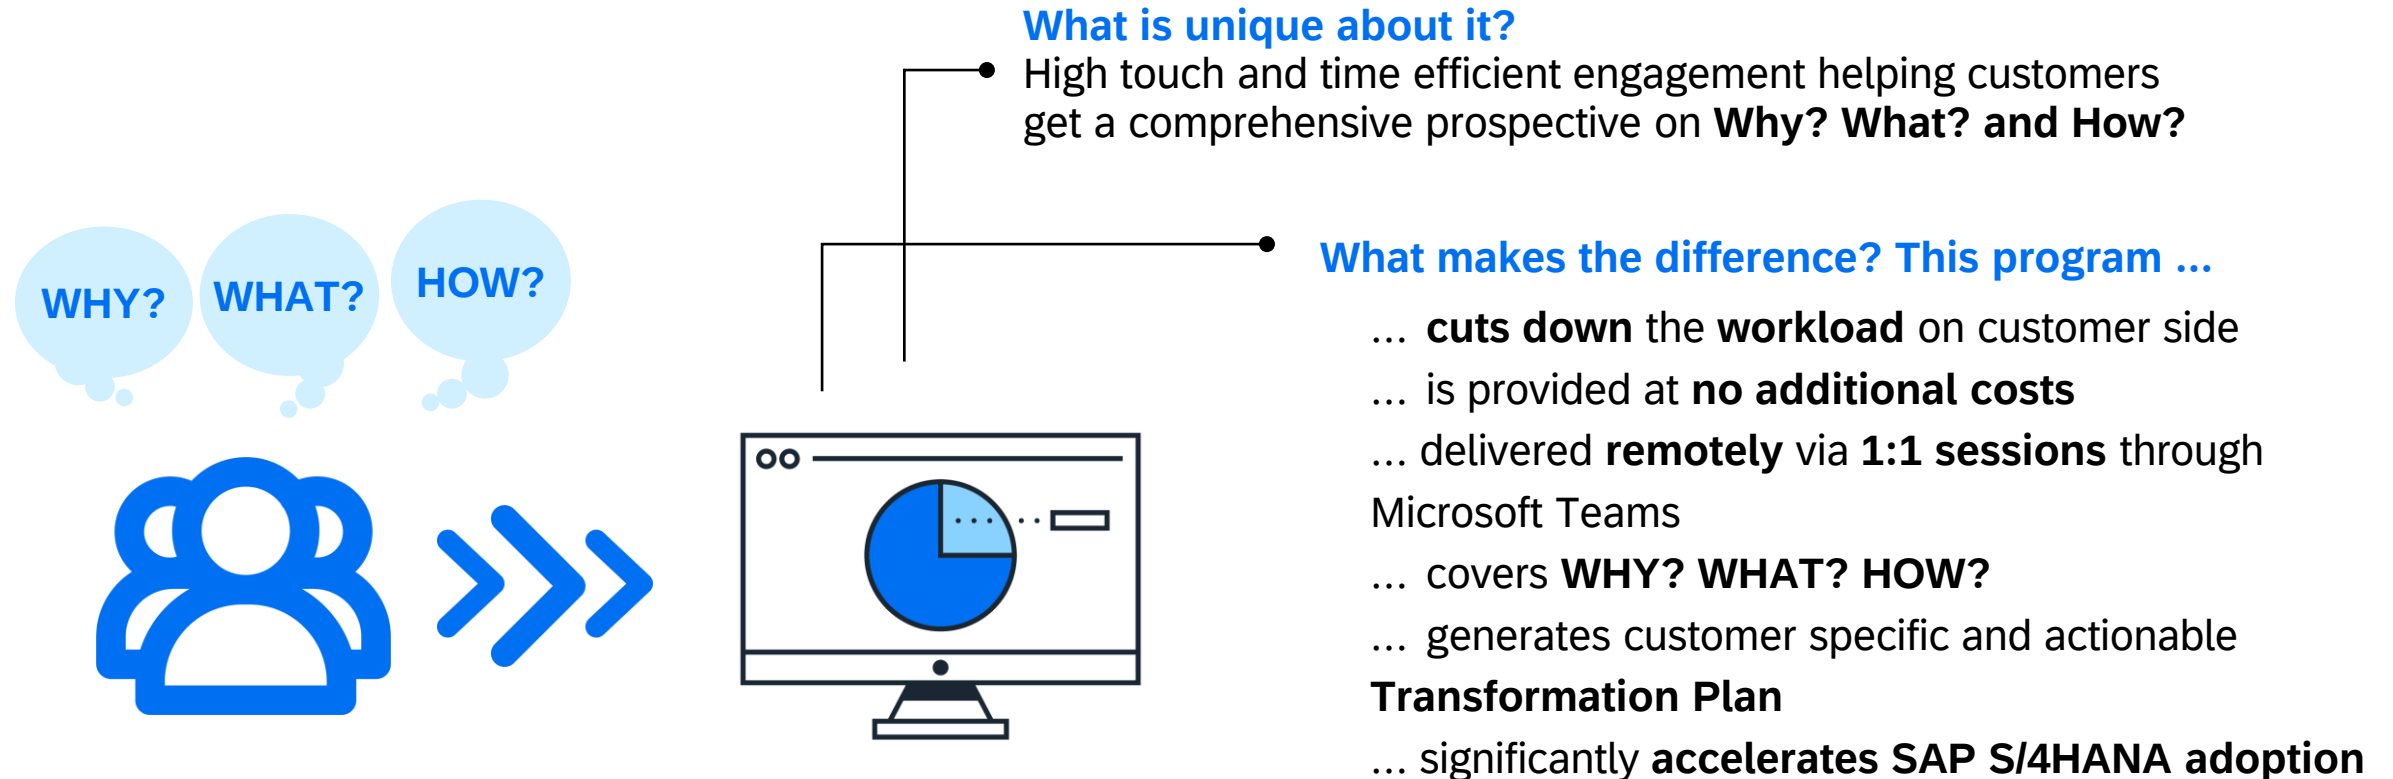 What is unique about it?
High touch and time efficient engagement helping customers
get a comprehensive prospective on Why? What? and How?
WHY?
WHAT?
HOW?
What makes the difference? This program ...
... cuts down the workload on customer side
... is provided at no additional costs
... delivered remotely via 1:1 sessions through
Microsoft Teams
... covers WHY? WHAT? HOW?
... generates customer specific and actionable
Transformation Plan
... significantly accelerates SAP S/4HANA adoption